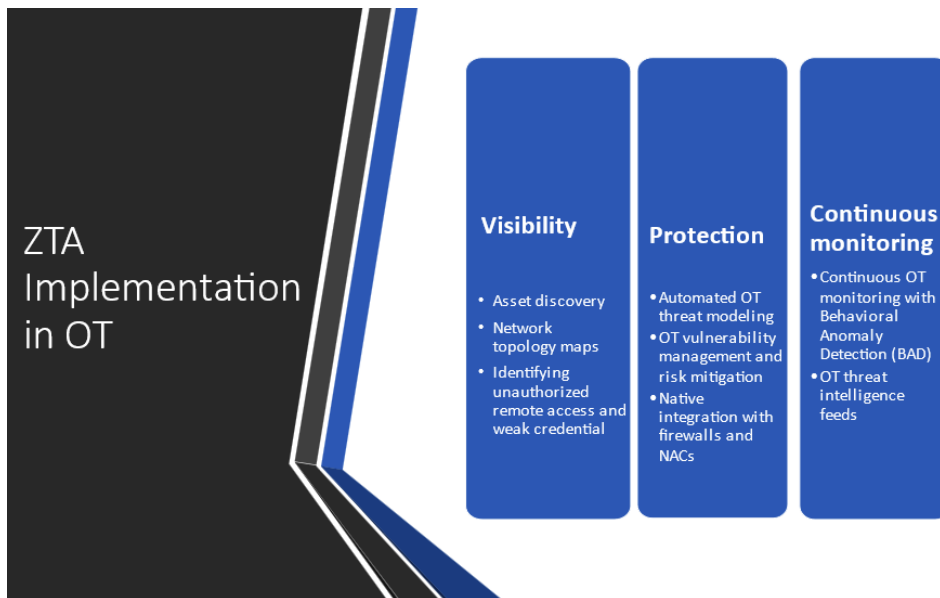 ZTA
Implementation
in OT
Visibility
• Asset discovery
• Network
topology maps
• Identifying
unauthorized
remote access and
weak credential
Protection
•Automated OT
threat modeling
•OT vulnerability
management and
risk mitigation
•Native
integration with
firewalls and
NACs
Continuous
monitoring
•Continuous OT
monitoring with
Behavioral
Anomaly
Detection (BAD)
•OT threat
intelligence
feeds